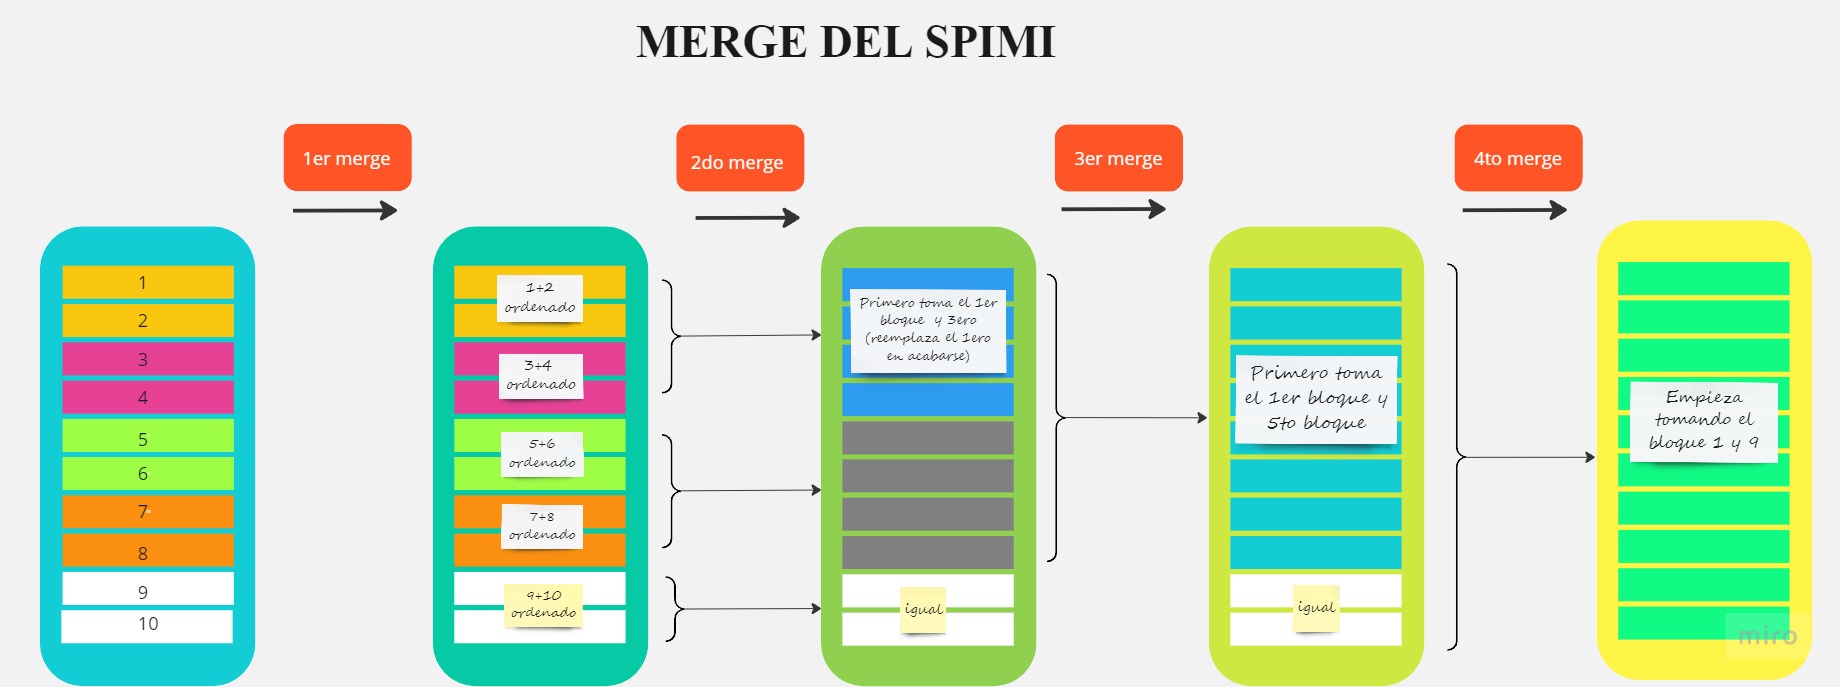 MERGE DEL SPIMI
1er merge
2do merge
3er merge
4to merge
1
2
3
4
5
6
7
8
9
10
1+2
ordenado
3+4
ordenado
5+6
ordenado
7+8
ordenado
9+10
ordenado
Primero toma el 1er
bloque y 3ero
(reemplaza el 1ero
en acabarse)
igual
Primero toma
el 1er bloque y
5to bloque
igual
Empieza
tomando el
bloque 1 y 9
miro